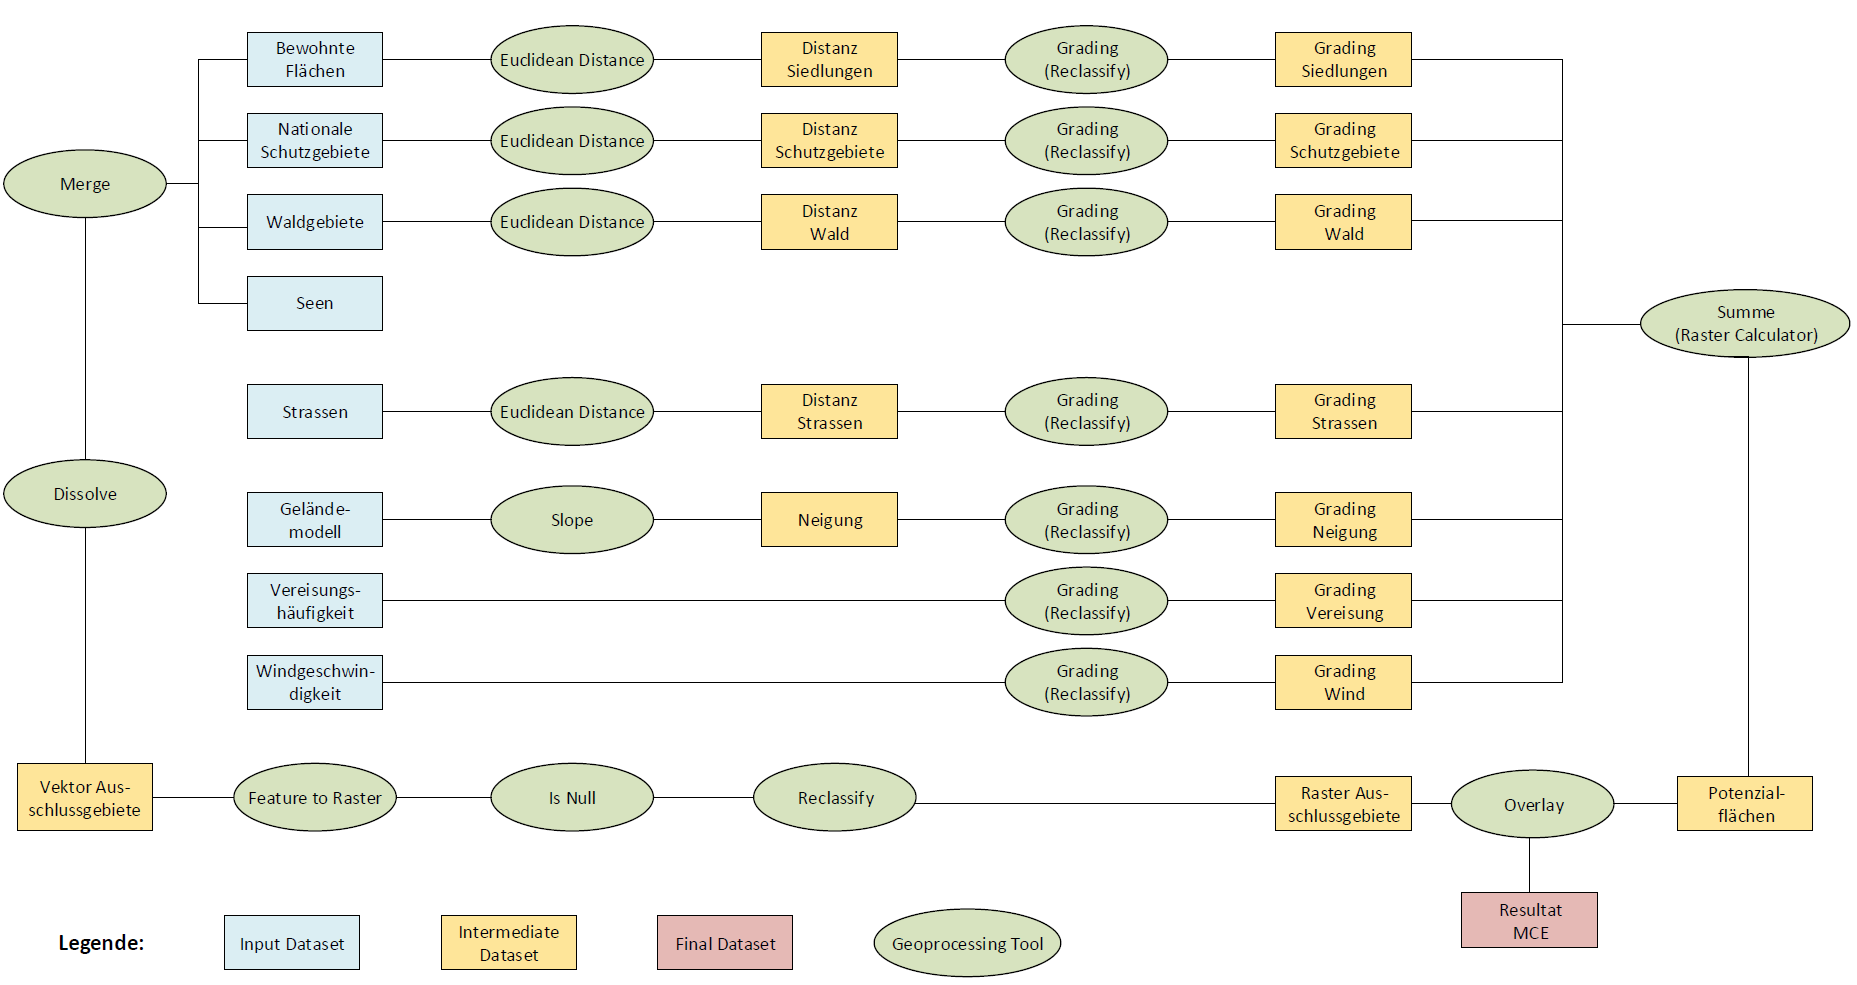 Bewohnte
Flächen
Euclidean Distance
Distanz
Siedlungen
Grading
(Reclassify)
Grading
Siedlungen
Nationale
Schutzgebiete
Euclidean Distance
Distanz
Schutzgebiete
Grading
(Reclassify)
Grading
Schutzgebiete
Merge
Waldgebiete
Euclidean Distance
Distanz
Wald
Grading
(Reclassify)
Grading
Wald
Seen
Summe
(Raster Calculator)
Strassen
Euclidean Distance
Distanz
Strassen
Grading
(Reclassify)
Grading
Strassen
Dissolve
Gelände-
modell
Slope
Neigung
Grading
(Reclassify)
Grading
Neigung
Vereisungs-
häufigkeit
Grading
(Reclassify)
Grading
Vereisung
Windgeschwin-
digkeit
Grading
(Reclassify)
Grading
Wind
Vektor Aus-
schlussgebiete
Feature to Raster
Is Null
Reclassify
Raster Aus-
schlussgebiete
Overlay
Potenzial-
flächen
Resultat
MCE
Legende:
Input Dataset
Intermediate
Dataset
Final Dataset
Geoprocessing Tool